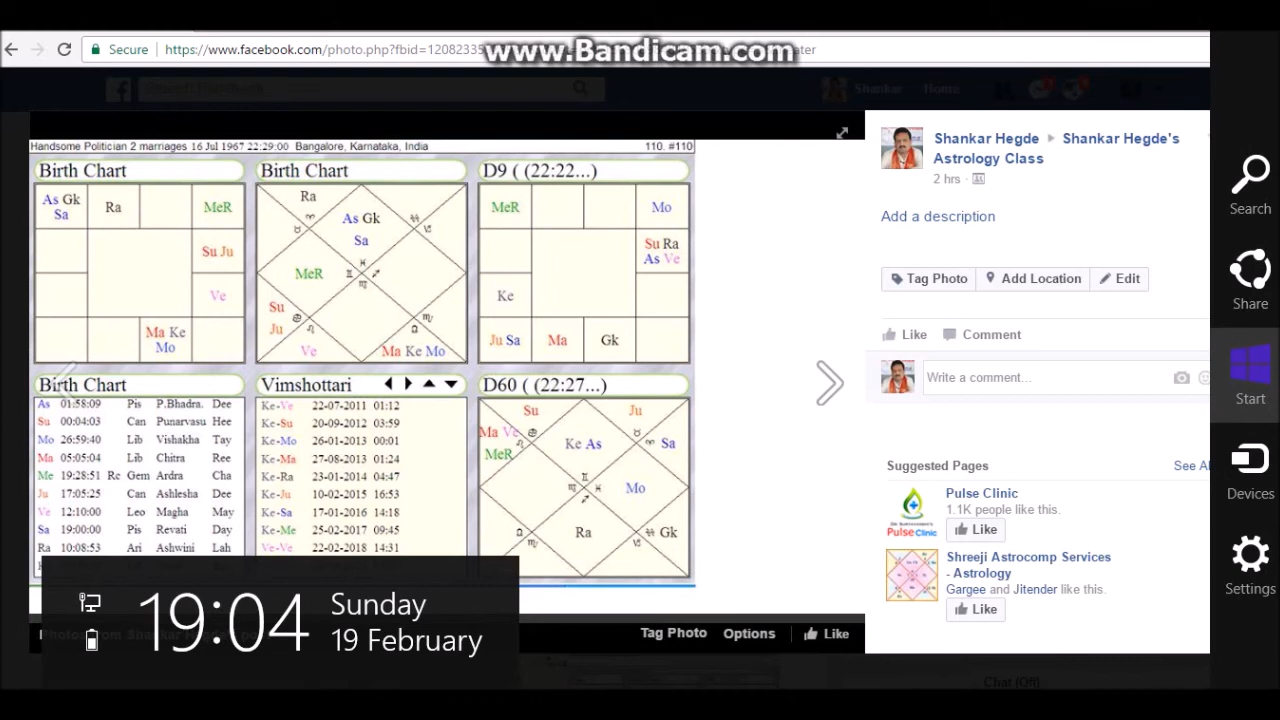 Secure
https://www.facebook.com/photo.php?fbid=12082335
ater
www.Bandicam.com
Shankar
Home
Handsome Politician 2 marriages 16 Jul 1967 22:29:00 Bangalore, Karnataka, India
110. #110
Birth Chart
As Gk
Sa
Ra
MeR
Su Ju
Ve
Ma Ke
Mo
Birth Chart
Ra
As Gk
Sa
MeR
Su
Ju
Ve
Ma Ke Mo
D9 ( (22:22...)
MeR
Mo
Su Ra
As Ve
Ke
Ju Sa
Ma
Gk
Birth Chart
As 01:58:09 Pis P.Bhadra. Dee
Su 00:04:03 Can Punarvasu Hee
Mo 26:59:40 Lib Vishakha Tay
Ma 05:05:04 Lib Chitra Ree
Me 19:28:51 Rc Gem Ardra Cha
Ju 17:05:25 Can Ashlesha Dee
Ve 12:10:00 Leo Magha May
Sa 19:00:00 Pis Revati Day
Ra 10:08:53 Ari Ashwini Lah
Vimshottari
Ke-Ve 22-07-2011 01:12
Ke-Su 20-09-2012 03:59
Ke-Mo 26-01-2013 00:01
Ke-Ma 27-08-2013 01:24
Ke-Ra 23-01-2014 04:47
Ke-Ju 10-02-2015 16:53
Ke-Sa 17-01-2016 14:18
Ke-Me 25-02-2017 09:45
Ve-Ve 22-02-2018 14:31
D60 ( (22:27...)
Su
Ju
Ma Ve
MeR
Ke As
Sa
Mo
Ra
Gk
Tag Photo
Options
Like
19:04
Sunday
19 February
Shankar Hegde
Shankar Hegde's
Astrology Class
2 hrs
Add a description
Tag Photo
Add Location
Edit
Like
Comment
Write a comment...
Suggested Pages
See Al
Pulse Clinic
1.1K people like this.
Like
Shreeji Astrocomp Services
- Astrology
Gargee and Jitender like this.
Like
PulseClinic
Chat (Off)
Search
Share
Start
Devices
Settings